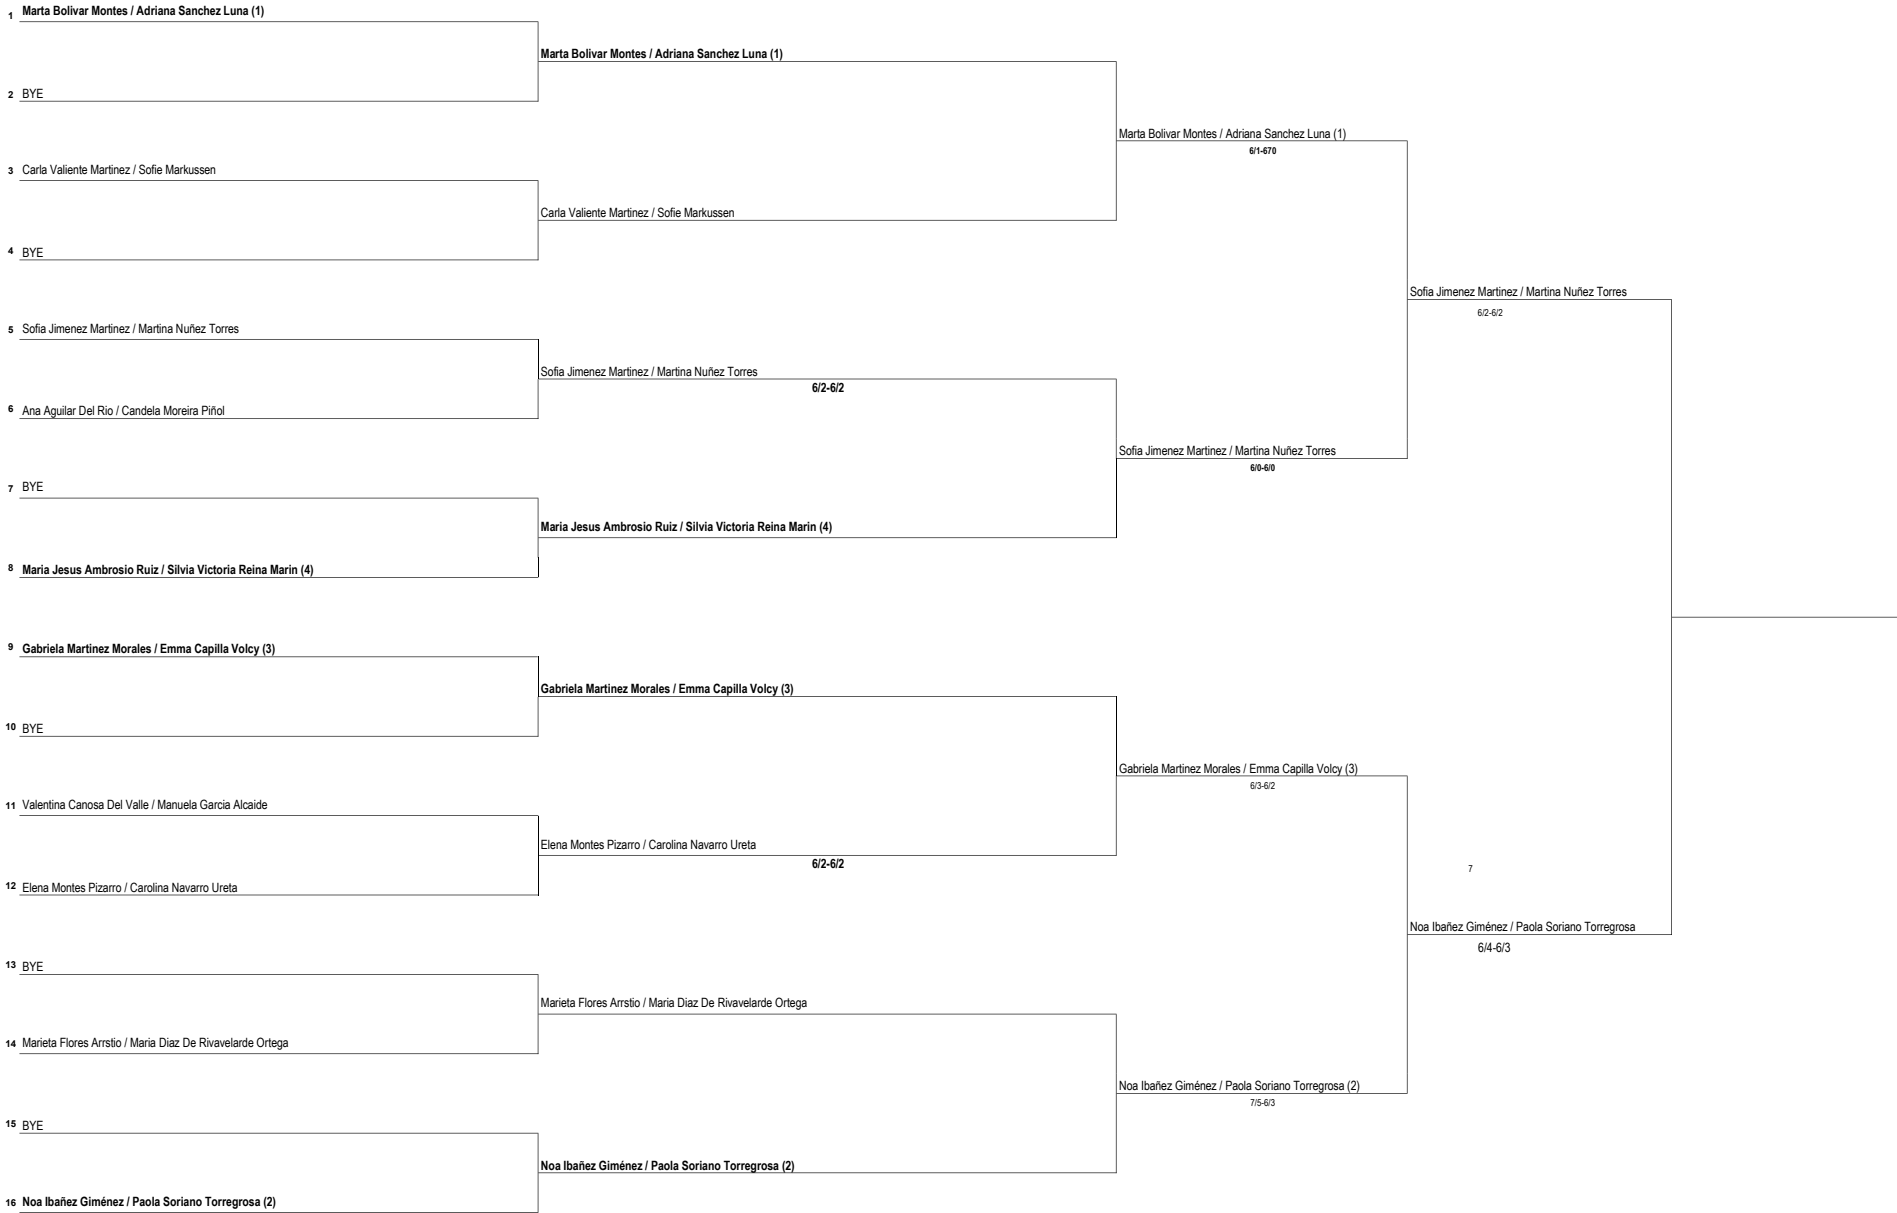 1 Marta Bolivar Montes / Adriana Sanchez Luna (1)
Marta Bolivar Montes / Adriana Sanchez Luna (1)
2 BYE
Marta Bolivar Montes / Adriana Sanchez Luna (1)
6/1-670
3 Carla Valiente Martinez / Sofie Markussen
Carla Valiente Martinez / Sofie Markussen
4 BYE
Sofia Jimenez Martinez / Martina Nuñez Torres
6/2-6/2
5 Sofia Jimenez Martinez / Martina Nuñez Torres
Sofia Jimenez Martinez / Martina Nuñez Torres
6/2-6/2
6 Ana Aguilar Del Rio / Candela Moreira Piñol
Sofia Jimenez Martinez / Martina Nuñez Torres
6/0-6/0
7 BYE
Maria Jesus Ambrosio Ruiz / Silvia Victoria Reina Marin (4)
8 Maria Jesus Ambrosio Ruiz / Silvia Victoria Reina Marin (4)
9 Gabriela Martinez Morales / Emma Capilla Volcy (3)
Gabriela Martinez Morales / Emma Capilla Volcy (3)
10 BYE
Gabriela Martinez Morales / Emma Capilla Volcy (3)
6/3-6/2
11 Valentina Canosa Del Valle / Manuela Garcia Alcaide
Elena Montes Pizarro / Carolina Navarro Ureta
6/2-6/2
7
12 Elena Montes Pizarro / Carolina Navarro Ureta
Noa Ibañez Giménez / Paola Soriano Torregrosa
6/4-6/3
13 BYE
Marieta Flores Arrstio / Maria Diaz De Rivavelarde Ortega
14 Marieta Flores Arrstio / Maria Diaz De Rivavelarde Ortega
Noa Ibañez Giménez / Paola Soriano Torregrosa (2)
7/5-6/3
15 BYE
Noa Ibañez Giménez / Paola Soriano Torregrosa (2)
16 Noa Ibañez Giménez / Paola Soriano Torregrosa (2)